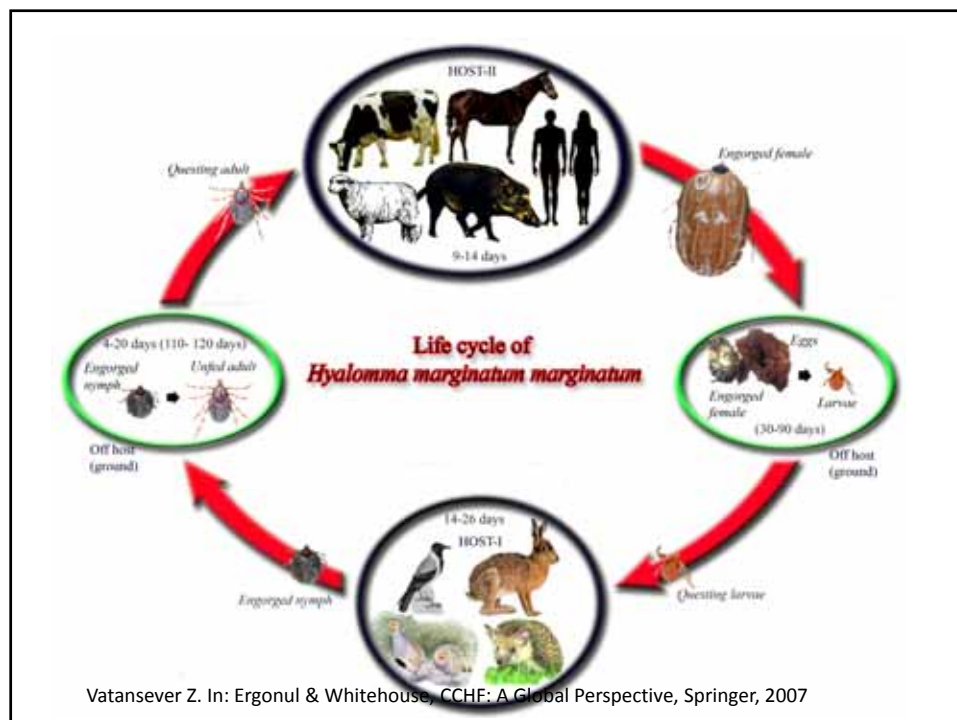 HOST-II
9-14 days
Questing adult
Engorged female
4-20 days (110- 120 days)
Engorged
nymph
Unfed adult
Off host
(ground)
Life cycle of
Hyalomma marginatum marginatum
Eggs
Engorged
female
Larvae
(30-90 days)
Off host
(ground)
14-26 days
HOST-I
Engorged nymph
Questing larvae
Vatansever Z. In: Ergonul & Whitehouse, CCHF: A Global Perspective, Springer, 2007